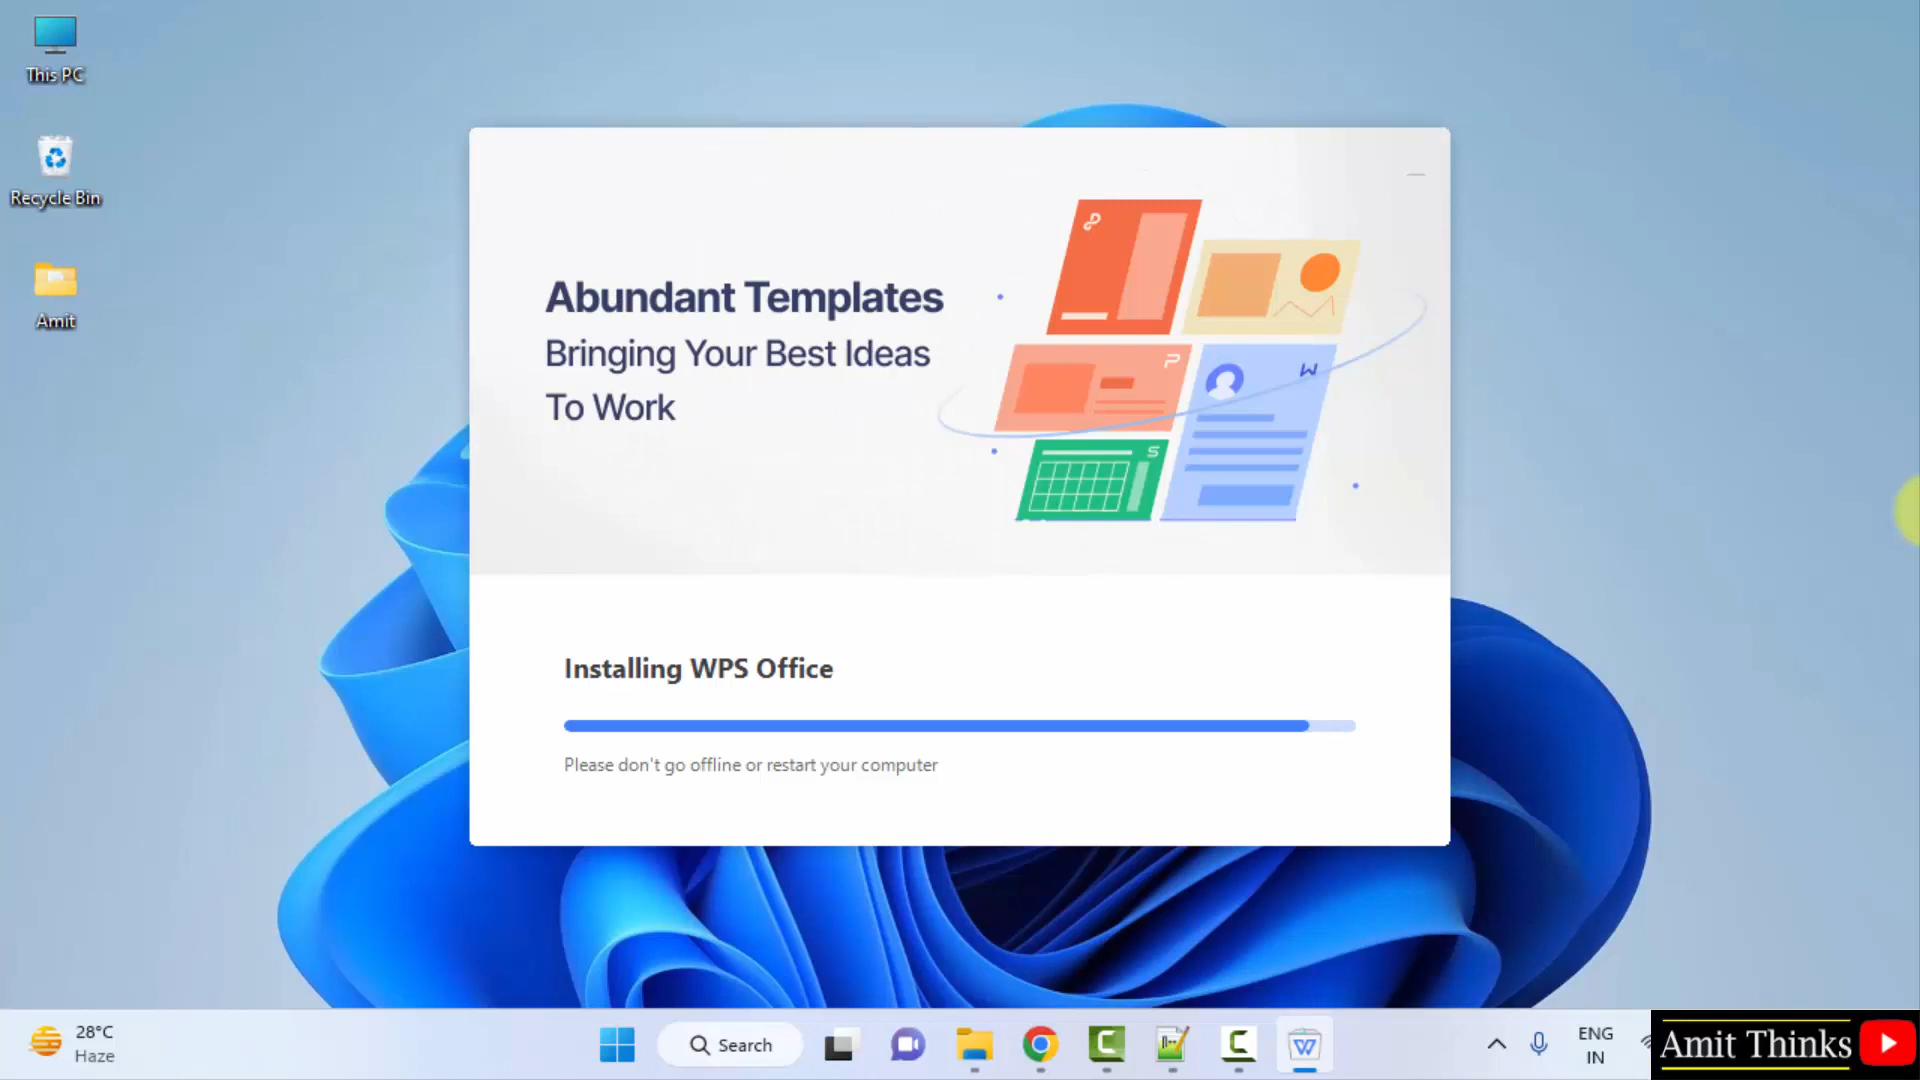 This PC
Recycle Bin
Amit
Abundant Templates
Bringing Your Best Ideas
To Work
P
W
S
Installing WPS Office
Please don't go offline or restart your computer
28°C
Haze
Search
ENG
IN
Amit Thinks